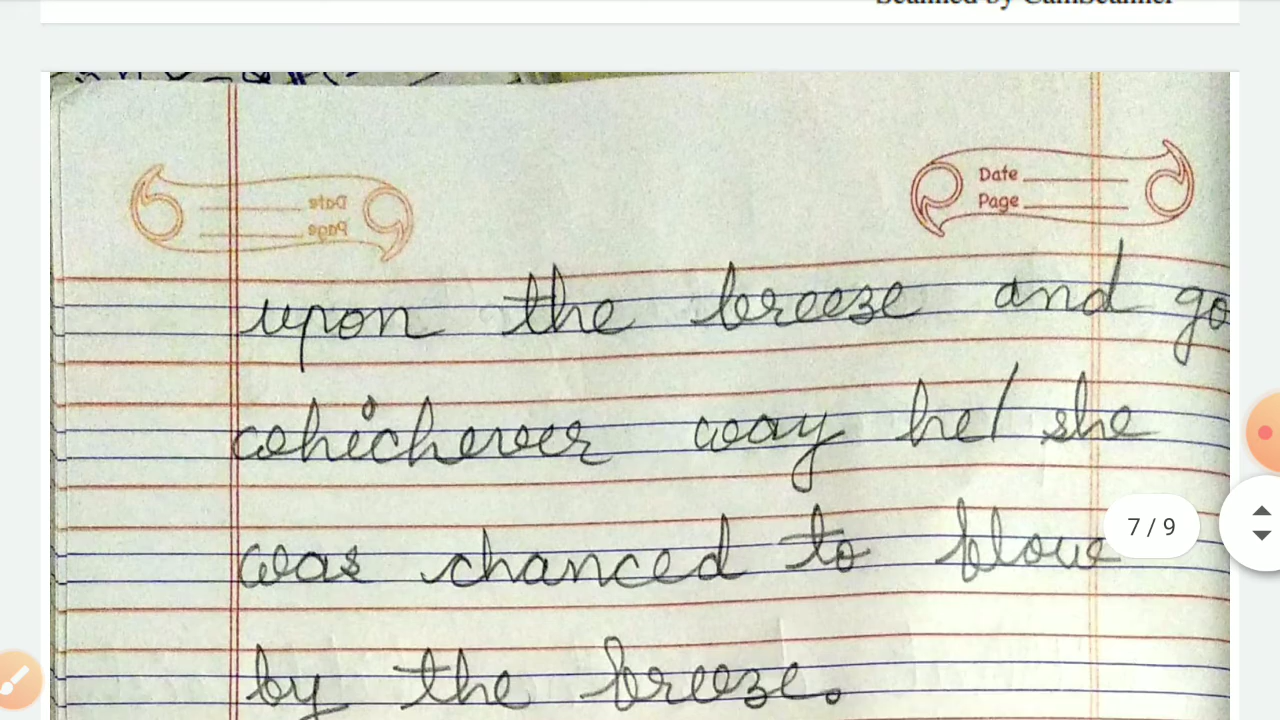 Scanned by CamScanner
Date
Page
Date
Page
upon the breeze and go
whichever way he/she
was chanced to blow
7 / 9
by the breeze.